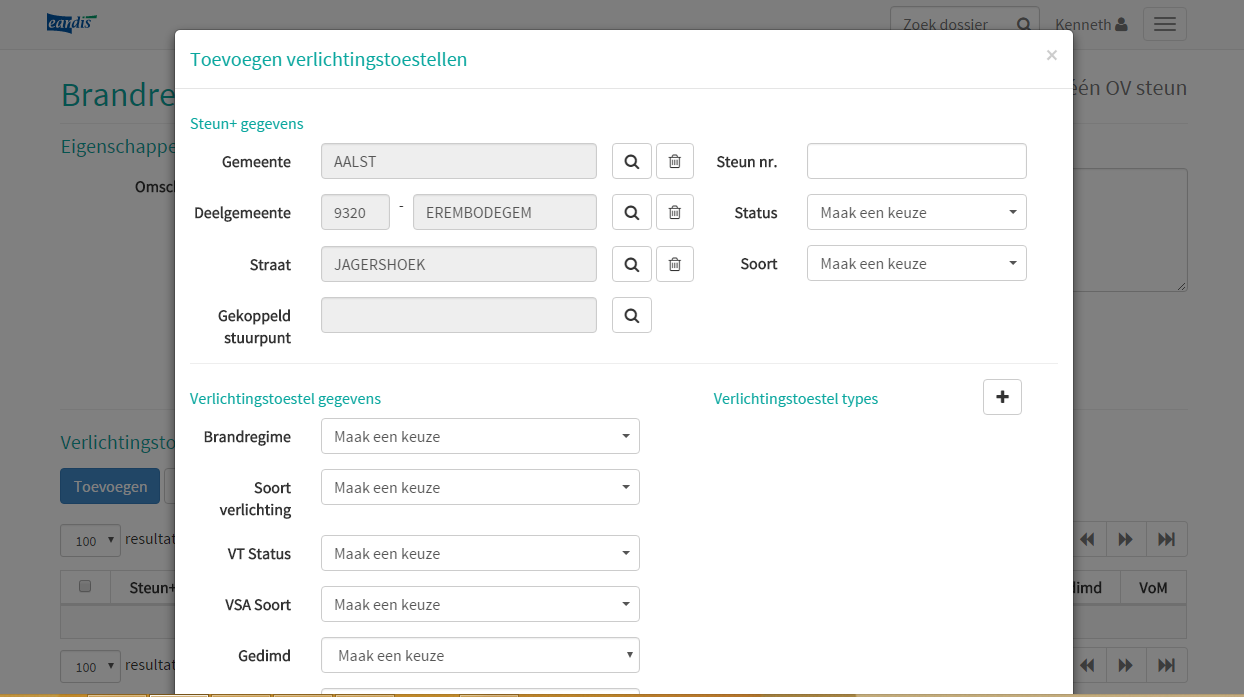 eardis
Zoek dossier
Kenneth
Toevoegen verlichtingstoestellen ×
Brandre
één OV steun
Steun+ gegevens
Eigenschappe
Gemeente AALST Steun nr.
Omsc
Deelgemeente 9320 - EREMBODEGEM Status Maak een keuze
Straat JAGERSHOEK Soort Maak een keuze
Gekoppeld
stuurpunt
Verlichtingstoestel gegevens Verlichtingstoestel types
Brandregime Maak een keuze
Verlichtingsto
Toevoegen
Soort Maak een keuze
verlichting
100 resultat
VT Status Maak een keuze
Steun+
dimd VoM
VSA Soort Maak een keuze
Gedimd Maak een keuze
100 resultat